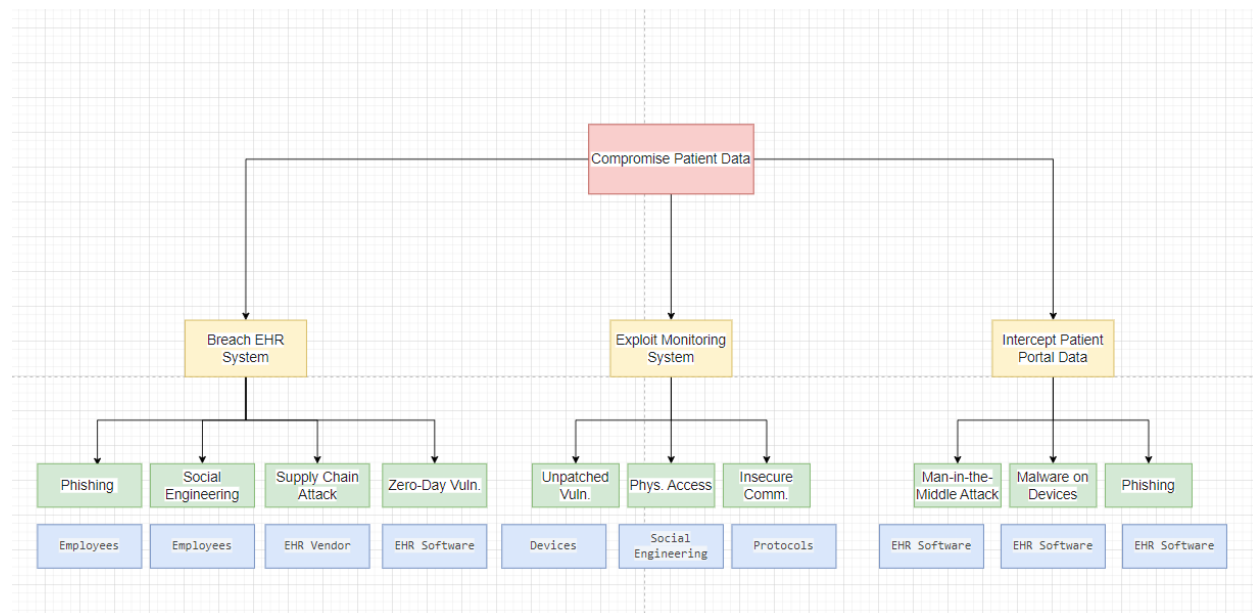 Compromise Patient Data
Breach EHR
System
Exploit Monitoring
System
Intercept Patient
Portal Data
Phishing
Social
Engineering
Supply Chain
Attack
Zero-Day Vuln.
Unpatched
Vuln.
Phys. Access
Insecure
Comm.
Man-in-the-
Middle Attack
Malware on
Devices
Phishing
Employees
Employees
EHR Vendor
EHR Software
Devices
Social
Engineering
Protocols
EHR Software
EHR Software
EHR Software